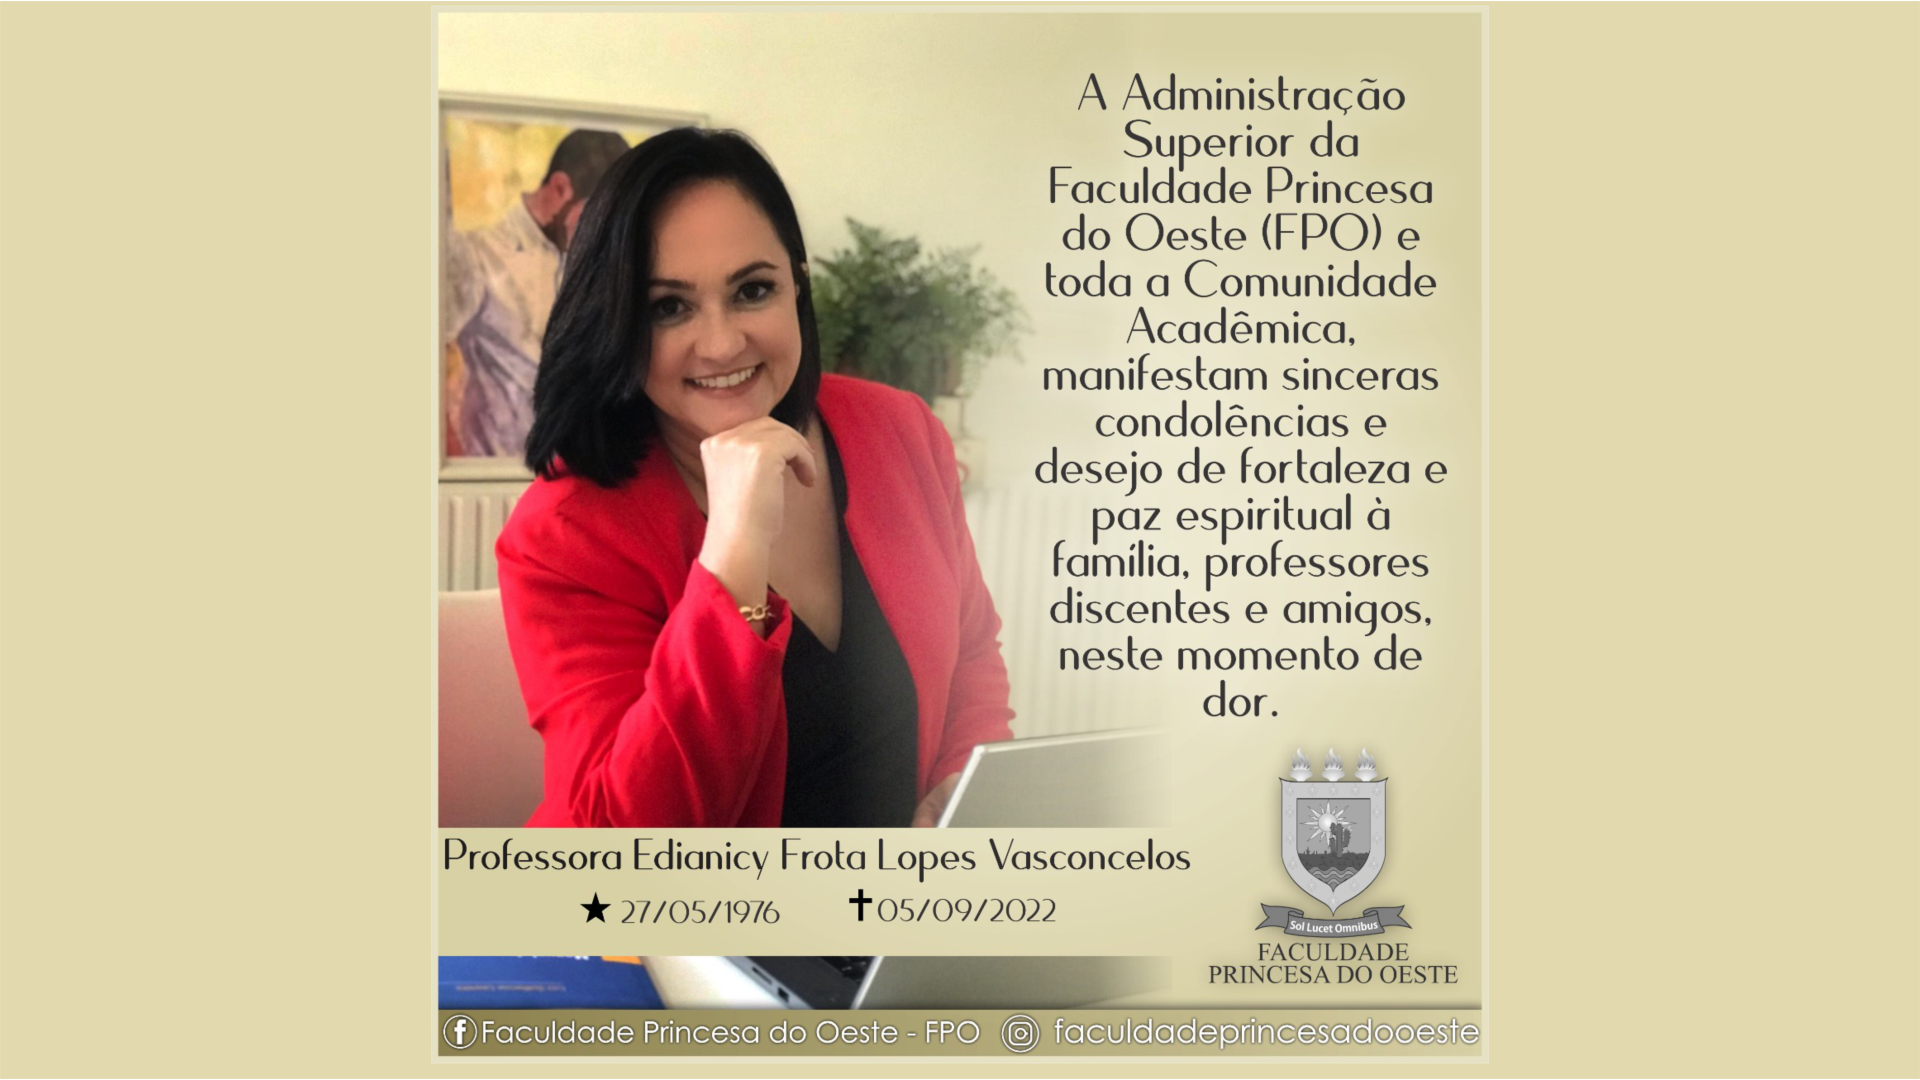 A Administração
Superior da
Faculdade Princesa
do Oeste (FPO) e
toda a Comunidade
Acadêmica,
manifestam sinceras
condolências e
desejo de fortaleza e
paz espiritual à
família, professores
discentes e amigos,
neste momento de
dor.
Professora Edianicy Frota Lopes Vasconcelos
★ 27/05/1976 ✝05/09/2022
Sol Lucet Omnibus
FACULDADE
PRINCESA DO OESTE
Faculdade Princesa do Oeste - FPO faculdadeprincesadooeste